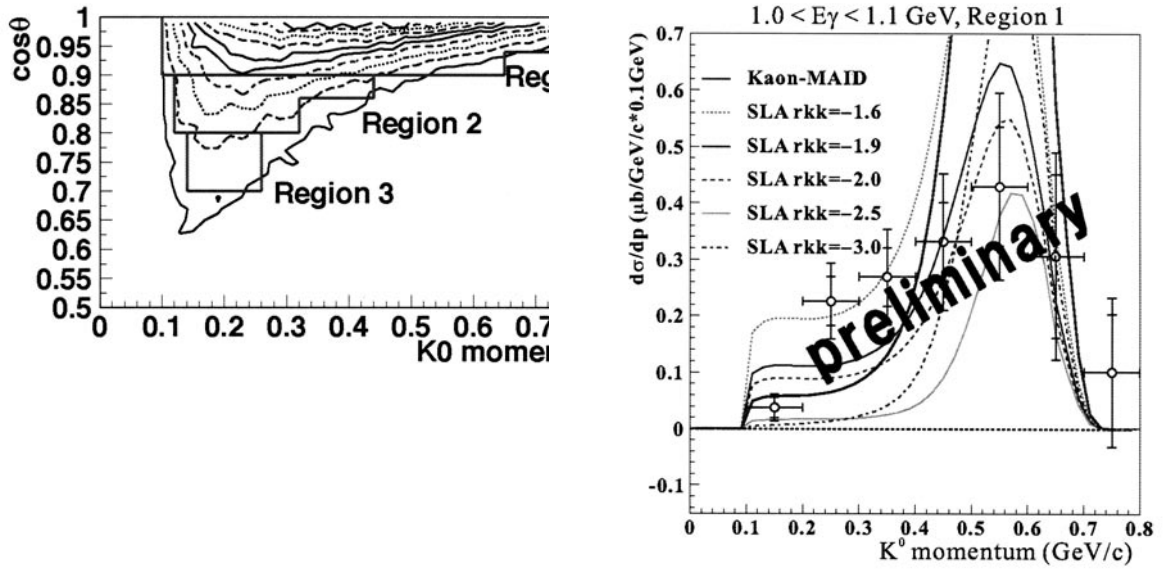 cosθ
1
0.95
0.9
0.85
0.8
0.75
0.7
0.65
0.6
0.55
0.5
0 0.1 0.2 0.3 0.4 0.5 0.6 0.7
Reg
Region 2
Region 3
K0 momen
1.0 < Eγ < 1.1 GeV, Region 1
dσ/dp (μb/GeV/c*0.1GeV)
0.7
0.6
0.5
0.4
0.3
0.2
0.1
0
-0.1
Kaon-MAID
SLA rkk=−1.6
SLA rkk=−1.9
SLA rkk=−2.0
SLA rkk=−2.5
SLA rkk=−3.0
preliminary
0 0.1 0.2 0.3 0.4 0.5 0.6 0.7 0.8
K⁰ momentum (GeV/c)